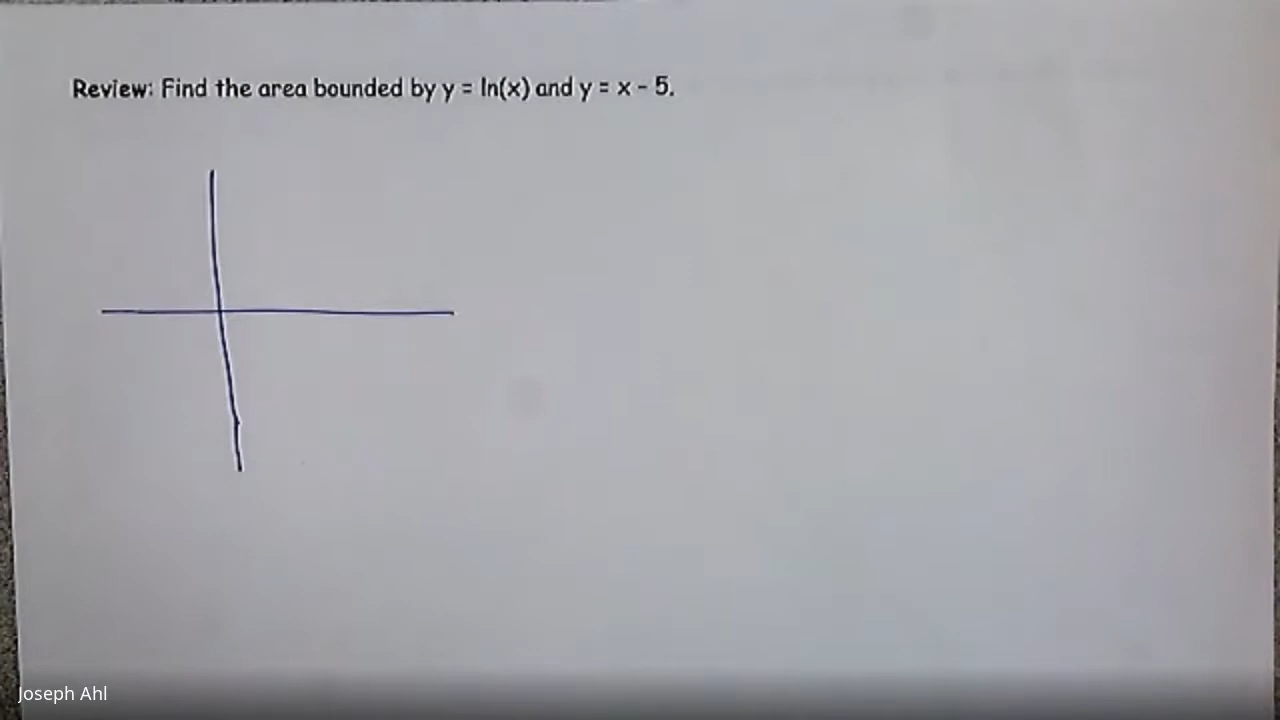 Review: Find the area bounded by y = ln(x) and y = x - 5.
Joseph Ahl